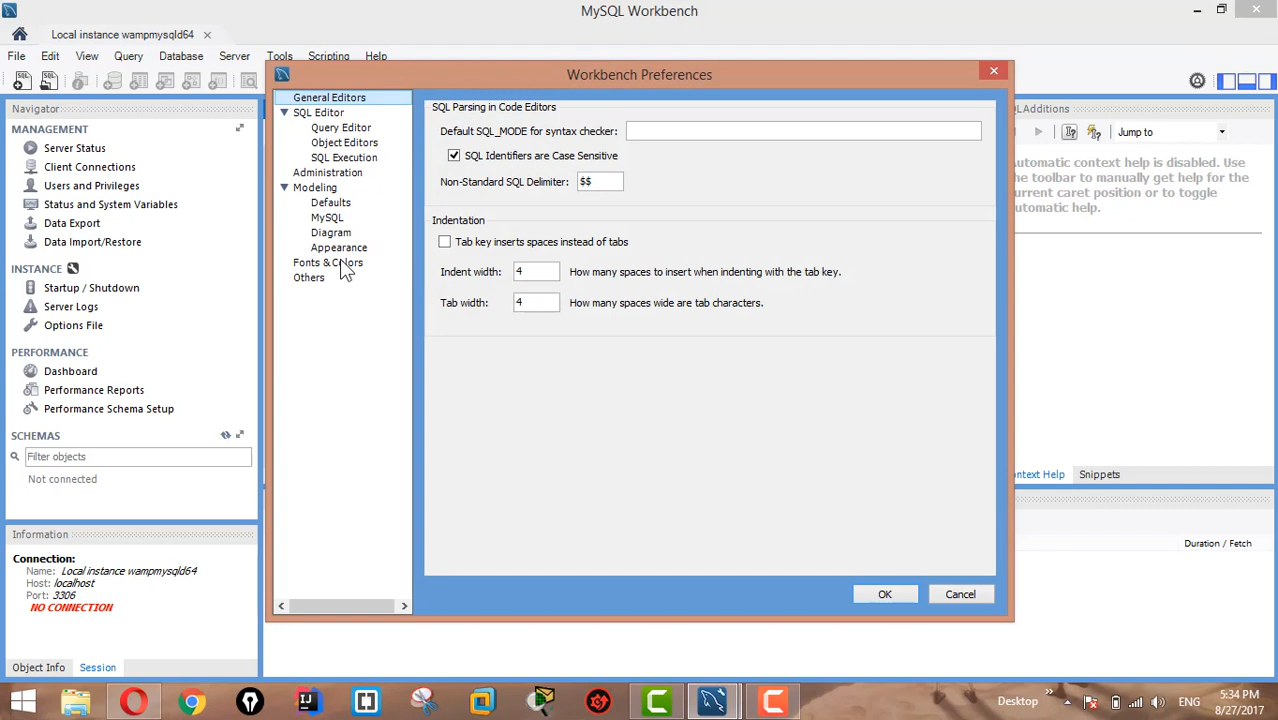 MySQL Workbench
Local instance wampmysqld64
File Edit View Query Database Server Tools Scripting Help
Navigator
MANAGEMENT
Server Status
Client Connections
Users and Privileges
Status and System Variables
Data Export
Data Import/Restore
INSTANCE
Startup / Shutdown
Server Logs
Options File
PERFORMANCE
Dashboard
Performance Reports
Performance Schema Setup
SCHEMAS
Filter objects
Not connected
Information
Connection:
Name: Local instance wampmysqld64
Host: localhost
Port: 3306
NO CONNECTION
Object Info Session
Workbench Preferences
General Editors
SQL Editor
Query Editor
Object Editors
SQL Execution
Administration
Modeling
Defaults
MySQL
Diagram
Appearance
Fonts & Colors
Others
SQL Parsing in Code Editors
Default SQL_MODE for syntax checker:
SQL Identifiers are Case Sensitive
Non-Standard SQL Delimiter: $$
Indentation
Tab key inserts spaces instead of tabs
Indent width: 4 How many spaces to insert when indenting with the tab key.
Tab width: 4 How many spaces wide are tab characters.
OK Cancel
SQLAdditions
Jump to
Automatic context help is disabled. Use
the toolbar to manually get help for the
current caret position or to toggle
automatic help.
ontext Help Snippets
Duration / Fetch
Desktop ENG 5:34 PM
8/27/2017